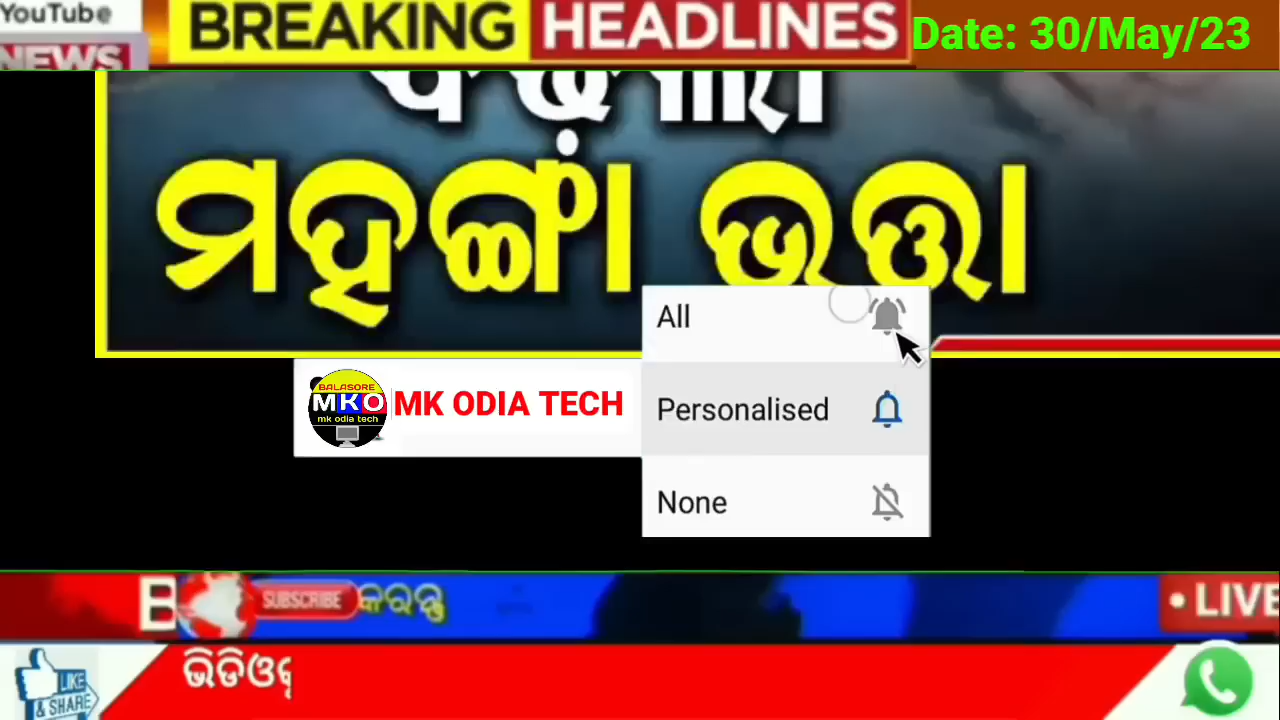 YouTube
NEWS
BREAKING HEADLINES
Date: 30/May/23
ମହଙ୍ଗା ଭତ୍ତା
All
BALASORE
MKO
mk odia tech
MK ODIA TECH
Personalised
None
B
SUBSCRIBE କରନ୍ତୁ
• LIVE
LIKE
& SHARE
ଭିଡିଓ